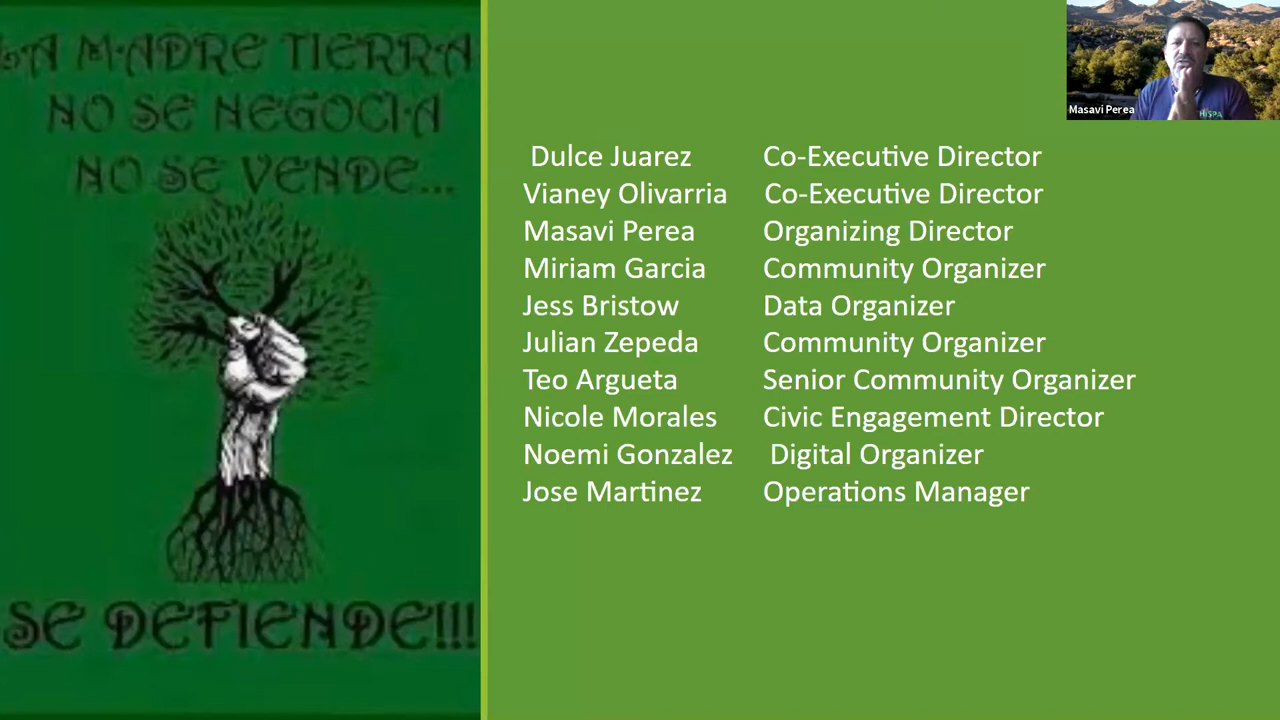 LA MADRE TIERRA
NO SE NEGOCIA
NO SE VENDE...
SE DEFIENDE!!!
Dulce Juarez Co-Executive Director
Vianey Olivarria Co-Executive Director
Masavi Perea Organizing Director
Miriam Garcia Community Organizer
Jess Bristow Data Organizer
Julian Zepeda Community Organizer
Teo Argueta Senior Community Organizer
Nicole Morales Civic Engagement Director
Noemi Gonzalez Digital Organizer
Jose Martinez Operations Manager
Masavi Perea
HISPA